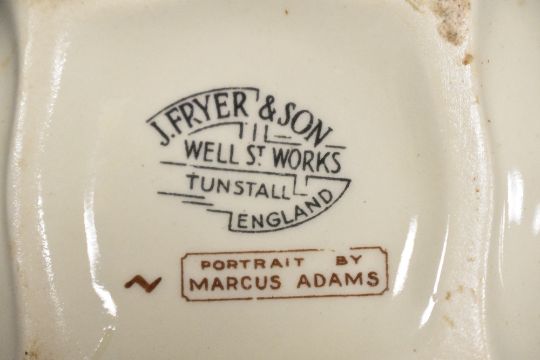 J. FRYER & SON
WELL ST. WORKS
TUNSTALL
ENGLAND
PORTRAIT BY
MARCUS ADAMS